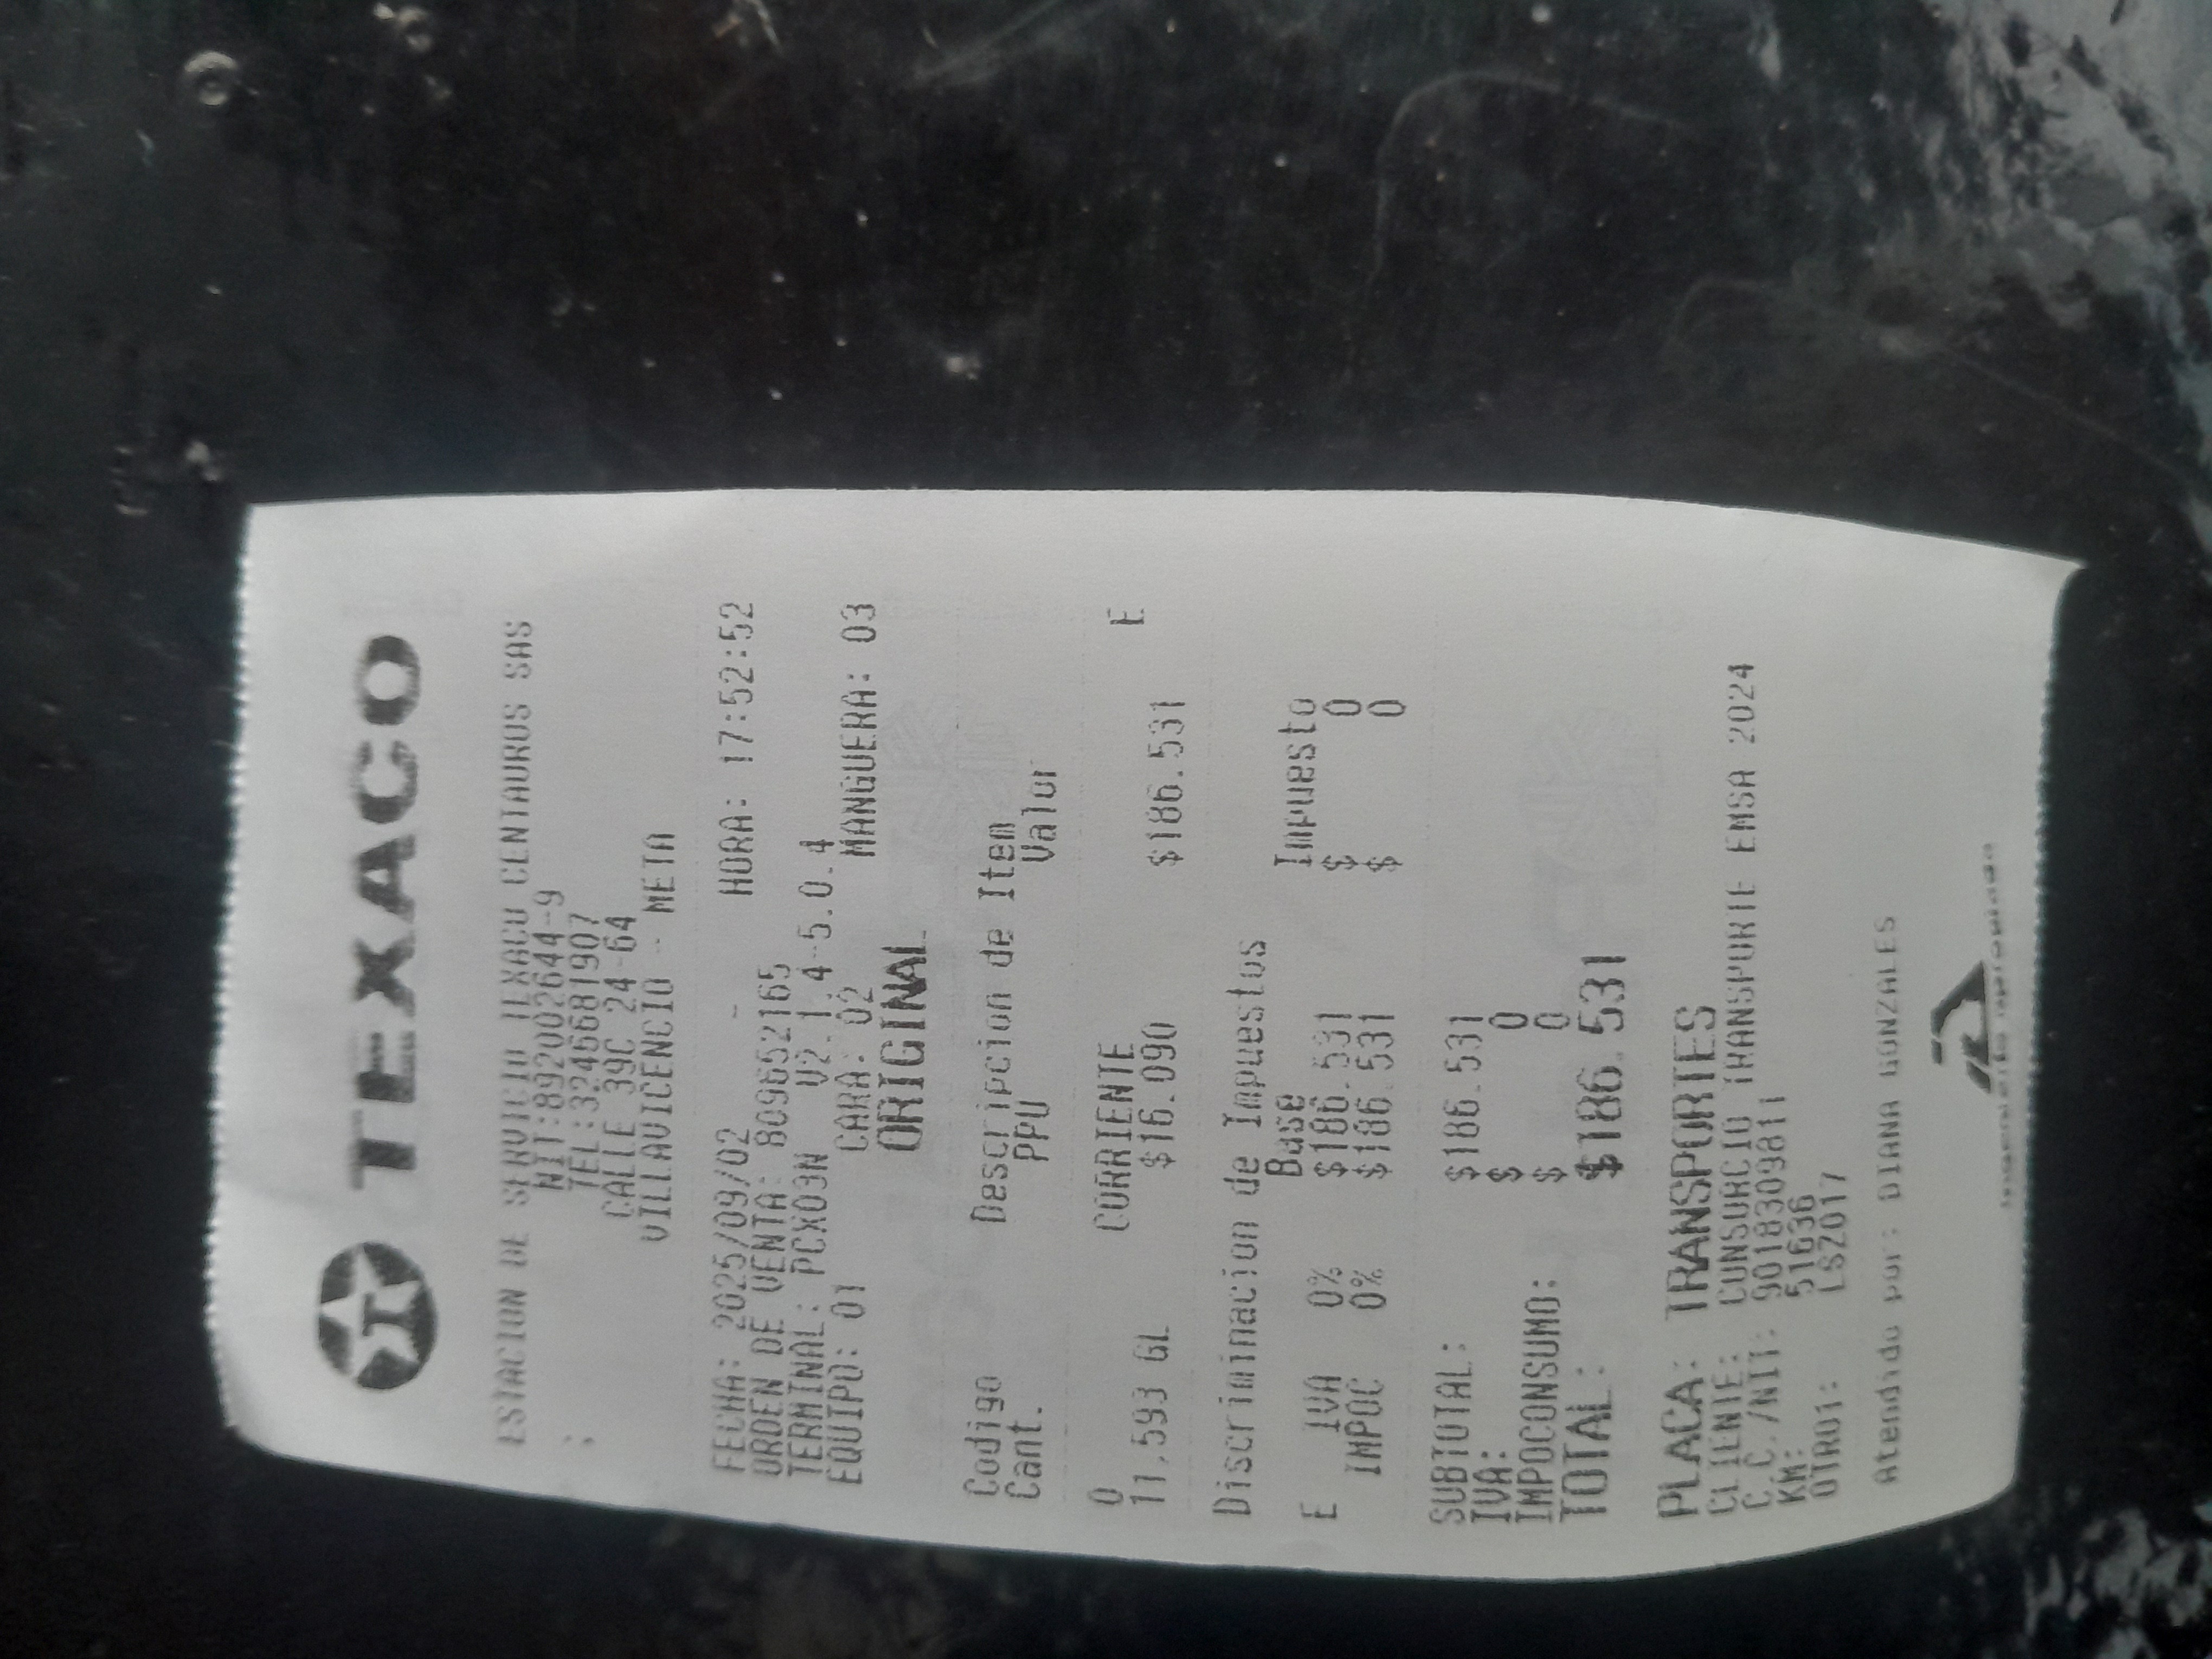 TEXACO
ESTACION DE SERVICIO TEXACO CENTAUROS SAS
;
NIT:892002644-9
TEL:3246681907
CALLE 39C 24-64
VILLAVICENCIO - META
FECHA: 2025/09/02 - HORA: 17:52:52
ORDEN DE VENTA: 809652165
TERMINAL: PCX03N V2.1.4-5.0.4
EQUIPO: 01 CARA: 02 MANGUERA: 03
ORIGINAL
Codigo Descripcion de Item
Cant. PPU Valor
0 CORRIENTE E
11.593 GL $16.090 $186.531
Discriminacion de Impuestos
Base Impuesto
E IVA 0% $186.531 $ 0
IMPOC 0% $186.531 $ 0
SUBTOTAL: $186.531
IVA: $ 0
IMPOCONSUMO: $ 0
TOTAL: $186.531
PLACA: TRANSPORTES
CLIENTE: CONSORCIO TRANSPORTE EMSA 2024
C.C./NIT: 901830981
KM: 516636
OTRO1: LSZ017
Atendido por: DIANA GONZALES